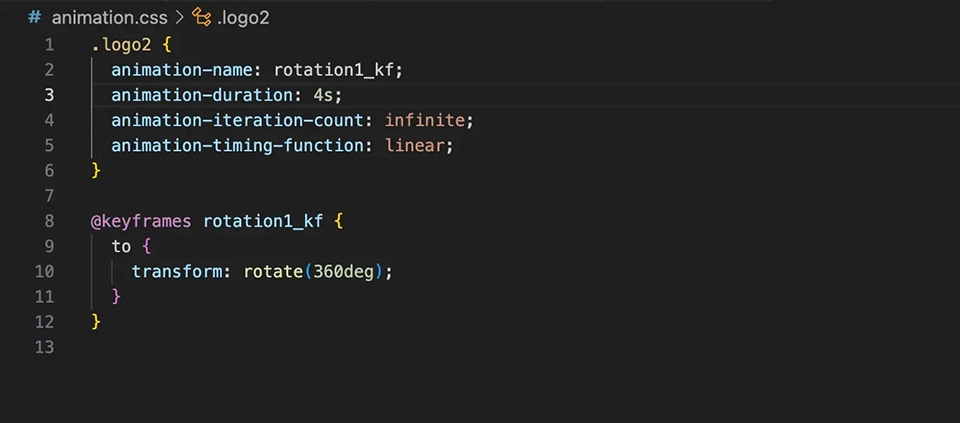 # animation.css > .logo2
1 .logo2 {
2 animation-name: rotation1_kf;
3 animation-duration: 4s;
4 animation-iteration-count: infinite;
5 animation-timing-function: linear;
6 }
7
8 @keyframes rotation1_kf {
9 to {
10 transform: rotate(360deg);
11 }
12 }
13